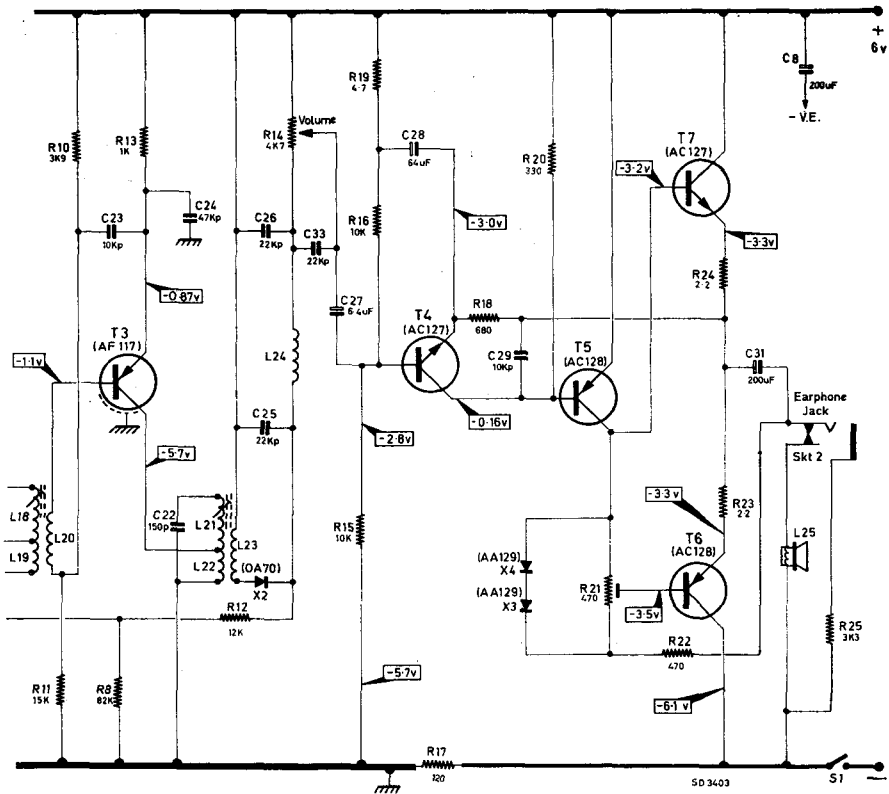 +
6v
C8
200uF
- V.E.
R19
4·7
R10
3K9
R13
1K
Volume
R14
4K7
C28
64uF
T7
(AC127)
R20
330
-3·2v
C24
47Kp
C23
10Kp
C26
22Kp
C33
22Kp
R16
10K
-3·0v
-3·3v
R24
2·2
-0·87v
C27
6·4uF
T4
(AC127)
R18
680
T3
(AF117)
L24
C29
10Kp
T5
(AC128)
C31
200uF
-1·1v
Earphone
Jack
C25
22Kp
-0·16v
Skt 2
-2·8v
-5·7v
-3·3v
R23
2·2
L18
L19
L20
C22
150p
L21
L22
L23
(OA70)
X2
R15
10K
(AA129)
X4
(AA129)
X3
R21
470
T6
(AC128)
-3·5v
L25
R12
12K
R22
470
R25
3K3
R11
15K
R8
82K
-5·7v
-6·1v
R17
120
SD 3403
S1
—